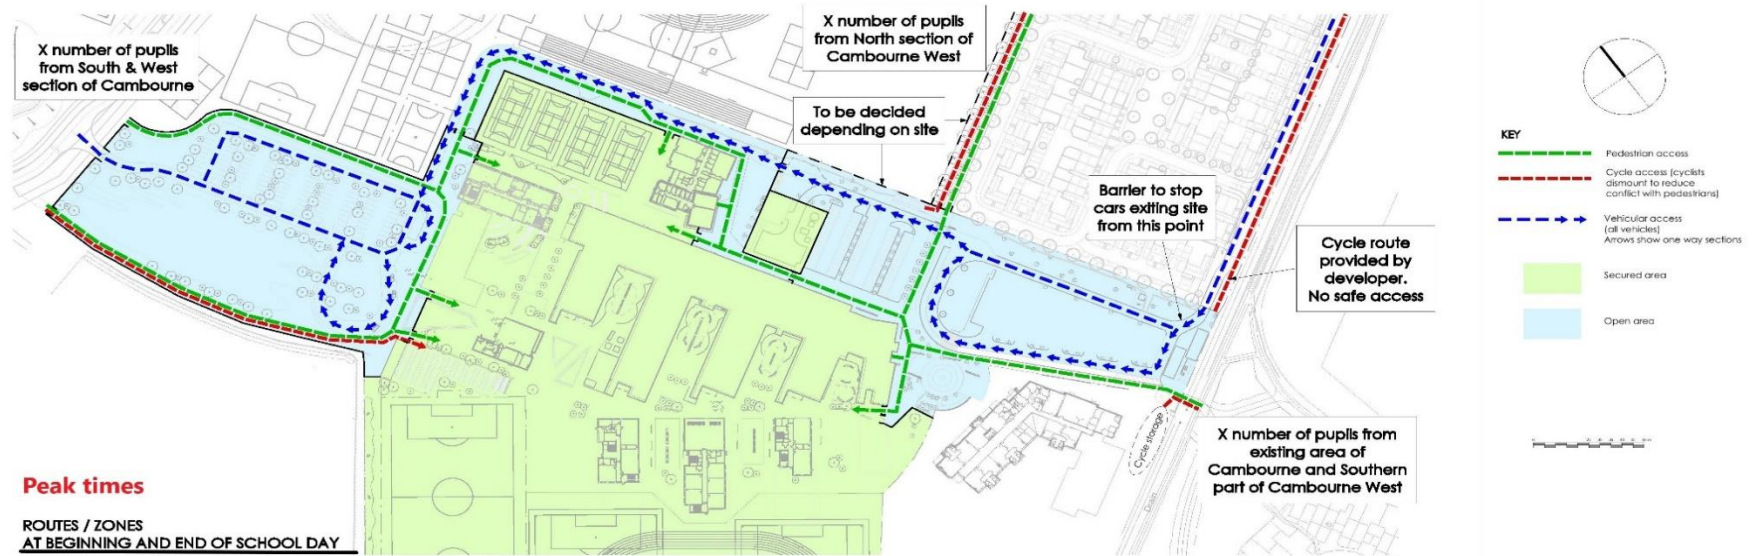 X number of pupils
from South & West
section of Cambourne
X number of pupils
from North section of
Cambourne West
To be decided
depending on site
Barrier to stop
cars exiting site
from this point
Cycle route
provided by
developer.
No safe access
X number of pupils from
existing area of
Cambourne and Southern
part of Cambourne West
Cycle storage
Drain
Peak times
ROUTES / ZONES
AT BEGINNING AND END OF SCHOOL DAY
KEY
Pedestrian access
Cycle access (cyclists
dismount to reduce
conflict with pedestrians)
Vehicular access
(all vehicles)
Arrows show one way sections
Secured area
Open area